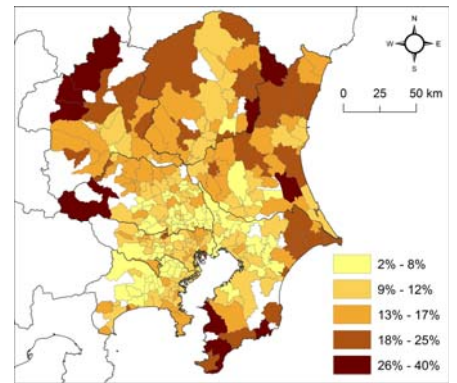 N
W E
S
0 25 50 km
2% - 8%
9% - 12%
13% - 17%
18% - 25%
26% - 40%